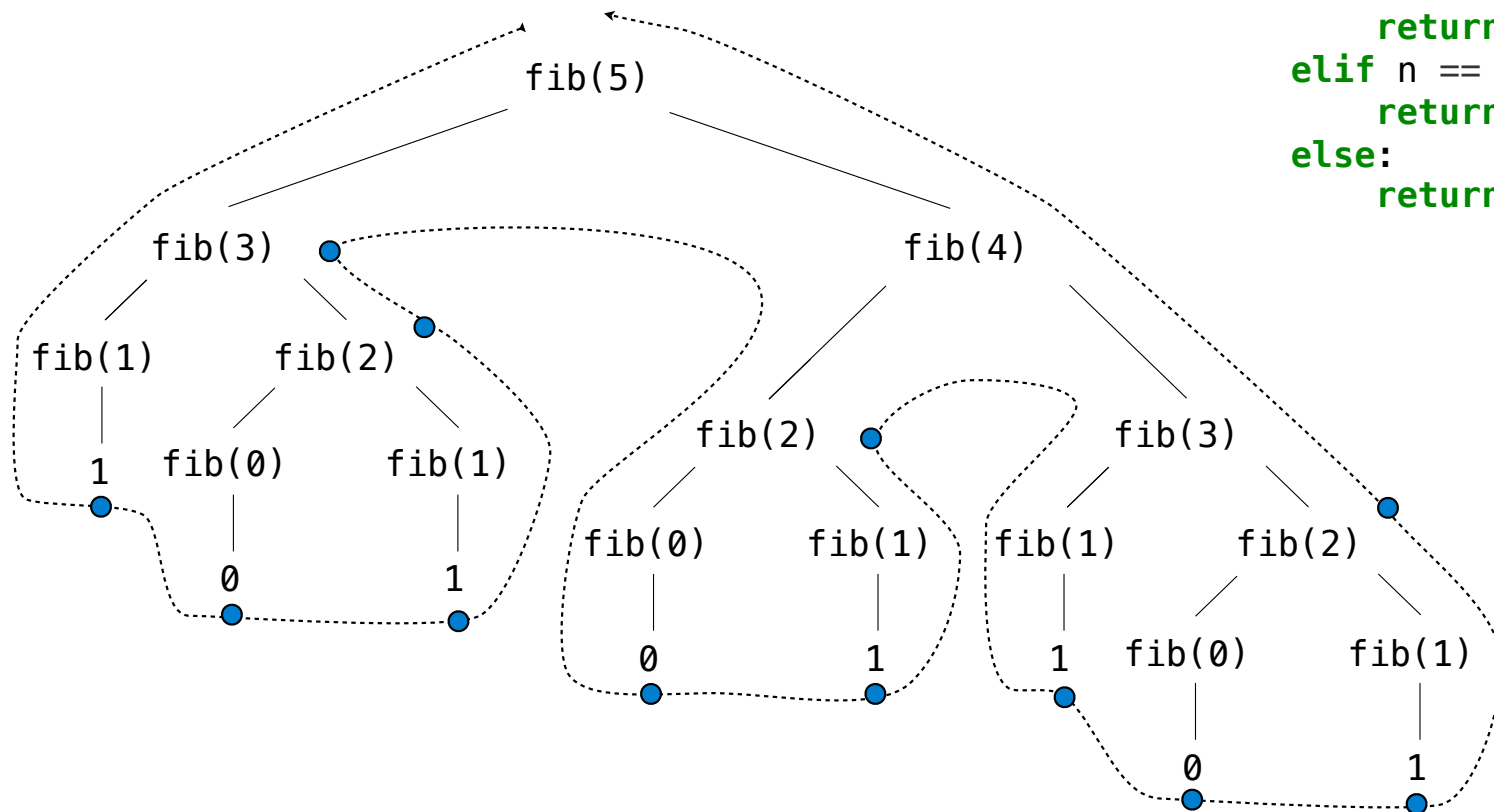 return
elif n ==
return
else:
return
fib(5)
fib(3) fib(4)
fib(1) fib(2)
fib(2) fib(3)
1 fib(0) fib(1)
fib(0) fib(1) fib(1) fib(2)
0 1
0 1 1 fib(0) fib(1)
0 1